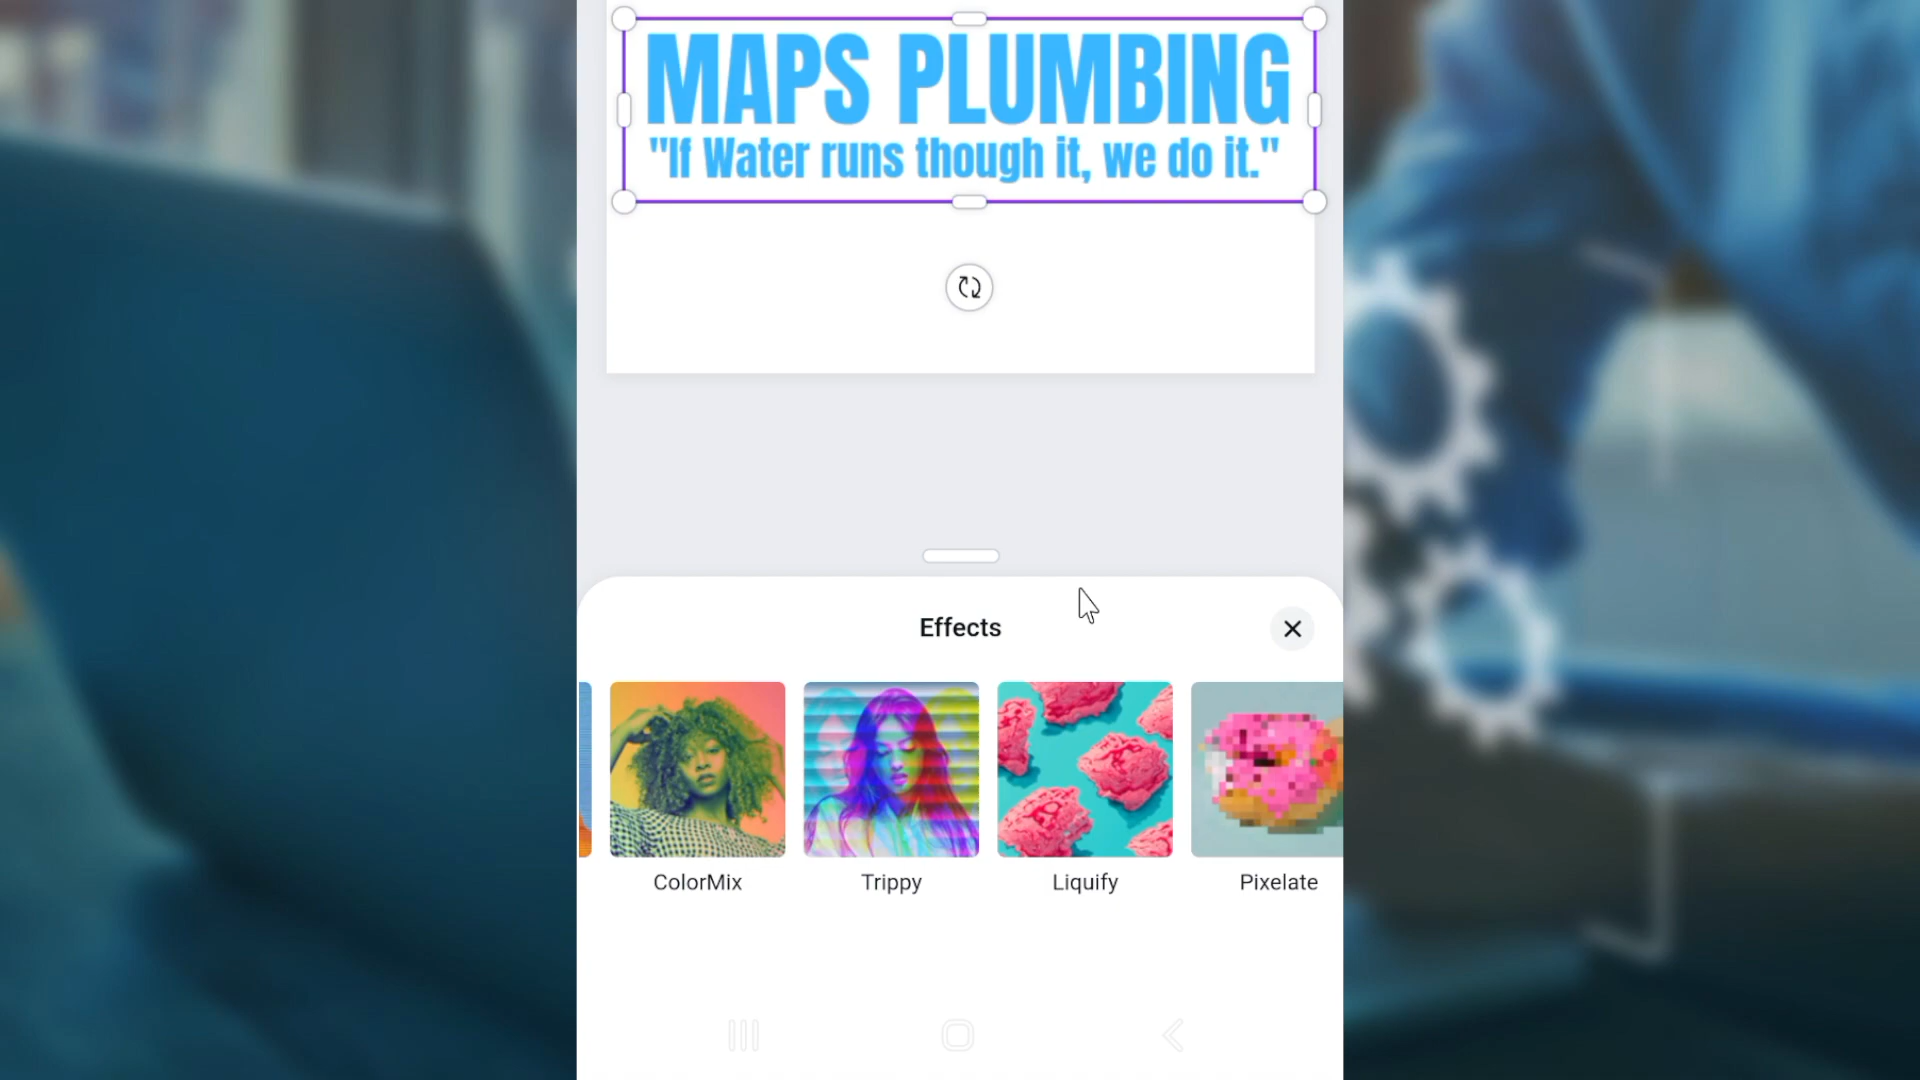 MAPS PLUMBING
"If Water runs though it, we do it."
Effects
ColorMix
Trippy
Liquify
Pixelate